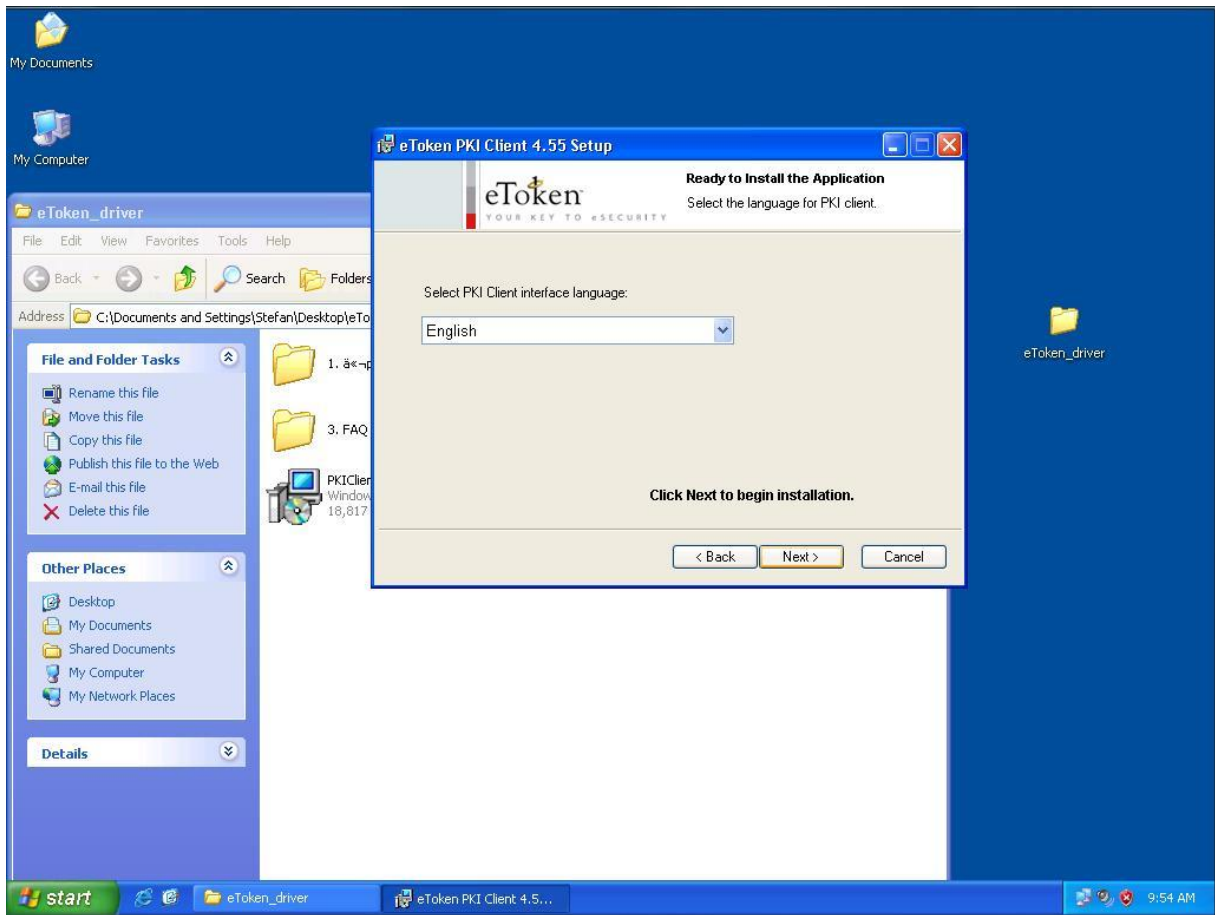 My Documents
My Computer
eToken_driver
File Edit View Favorites Tools Help
Back Search Folders
Address C:\Documents and Settings\Stefan\Desktop\eTo
File and Folder Tasks
Rename this file
Move this file
Copy this file
Publish this file to the Web
E-mail this file
Delete this file
Other Places
Desktop
My Documents
Shared Documents
My Computer
My Network Places
Details
1. ä«¬p
3. FAQ
PKIClien
Window
18,817
eToken PKI Client 4.55 Setup
eToken
YOUR KEY TO eSECURITY
Ready to Install the Application
Select the language for PKI client.
Select PKI Client interface language:
English
Click Next to begin installation.
< Back Next > Cancel
eToken_driver
start eToken_driver eToken PKI Client 4.5... 9:54 AM